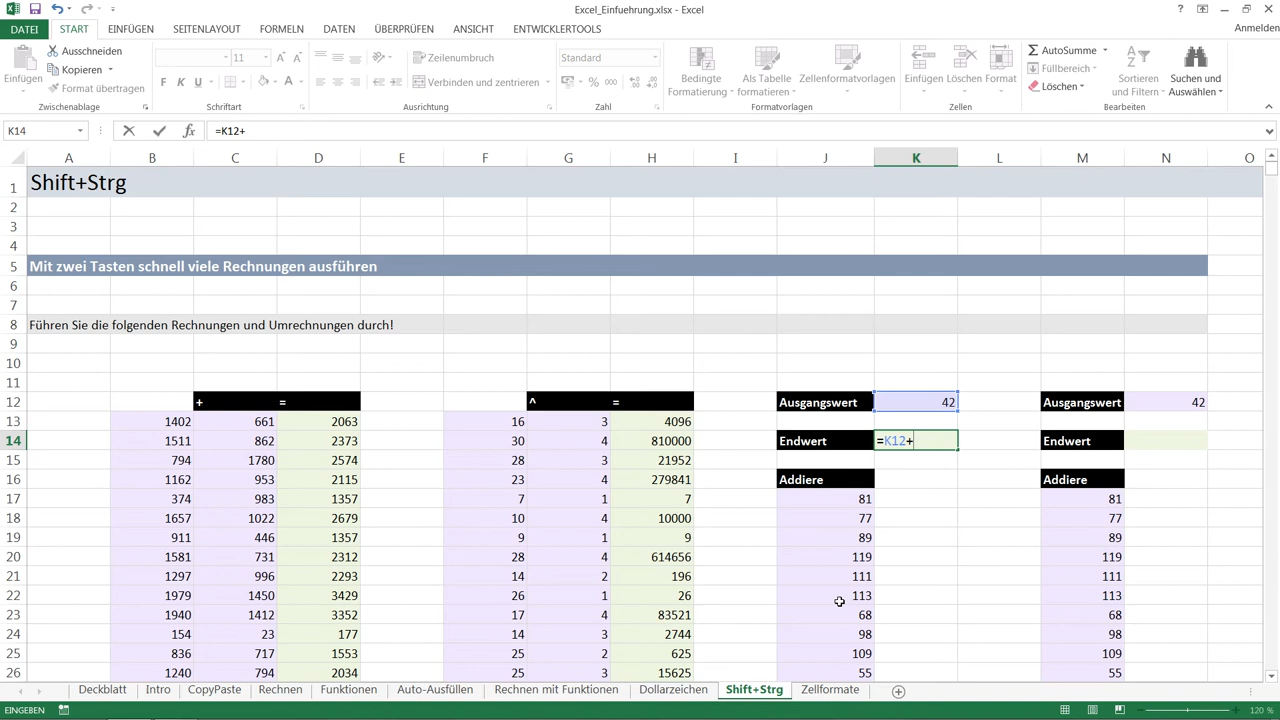 Excel_Einfuehrung.xlsx - Excel
DATEI START EINFÜGEN SEITENLAYOUT FORMELN DATEN ÜBERPRÜFEN ANSICHT ENTWICKLERTOOLS Anmelden
Einfügen Ausschneiden Kopieren Format übertragen
11
F K U
Zeilenumbruch
Verbinden und zentrieren
Standard
%
Bedingte Formatierung
Als Tabelle formatieren
Zellenformatvorlagen
Einfügen Löschen Format
AutoSumme
Füllbereich
Löschen
Sortieren und Filtern
Suchen und Auswählen
Zwischenablage Schriftart Ausrichtung Zahl Formatvorlagen Zellen Bearbeiten
K14 fx =K12+
A B C D E F G H I J K L M N O
1 Shift+Strg
2
3
4
5 Mit zwei Tasten schnell viele Rechnungen ausführen
6
7
8 Führen Sie die folgenden Rechnungen und Umrechnungen durch!
9
10
11
12 + = ^ = Ausgangswert 42 Ausgangswert 42
13 1402 661 2063 16 3 4096
14 1511 862 2373 30 4 810000 Endwert =K12+ Endwert
15 794 1780 2574 28 3 21952
16 1162 953 2115 23 4 279841 Addiere Addiere
17 374 983 1357 7 1 7 81 81
18 1657 1022 2679 10 4 10000 77 77
19 911 446 1357 9 1 9 89 89
20 1581 731 2312 28 4 614656 119 119
21 1297 996 2293 14 2 196 111 111
22 1979 1450 3429 26 1 26 113 113
23 1940 1412 3352 17 4 83521 68 68
24 154 23 177 14 3 2744 98 98
25 836 717 1553 25 2 625 109 109
26 1240 794 2034 25 3 15625 55 55
Deckblatt Intro CopyPaste Rechnen Funktionen Auto-Ausfüllen Rechnen mit Funktionen Dollarzeichen Shift+Strg Zellformate
EINGEBEN 120 %